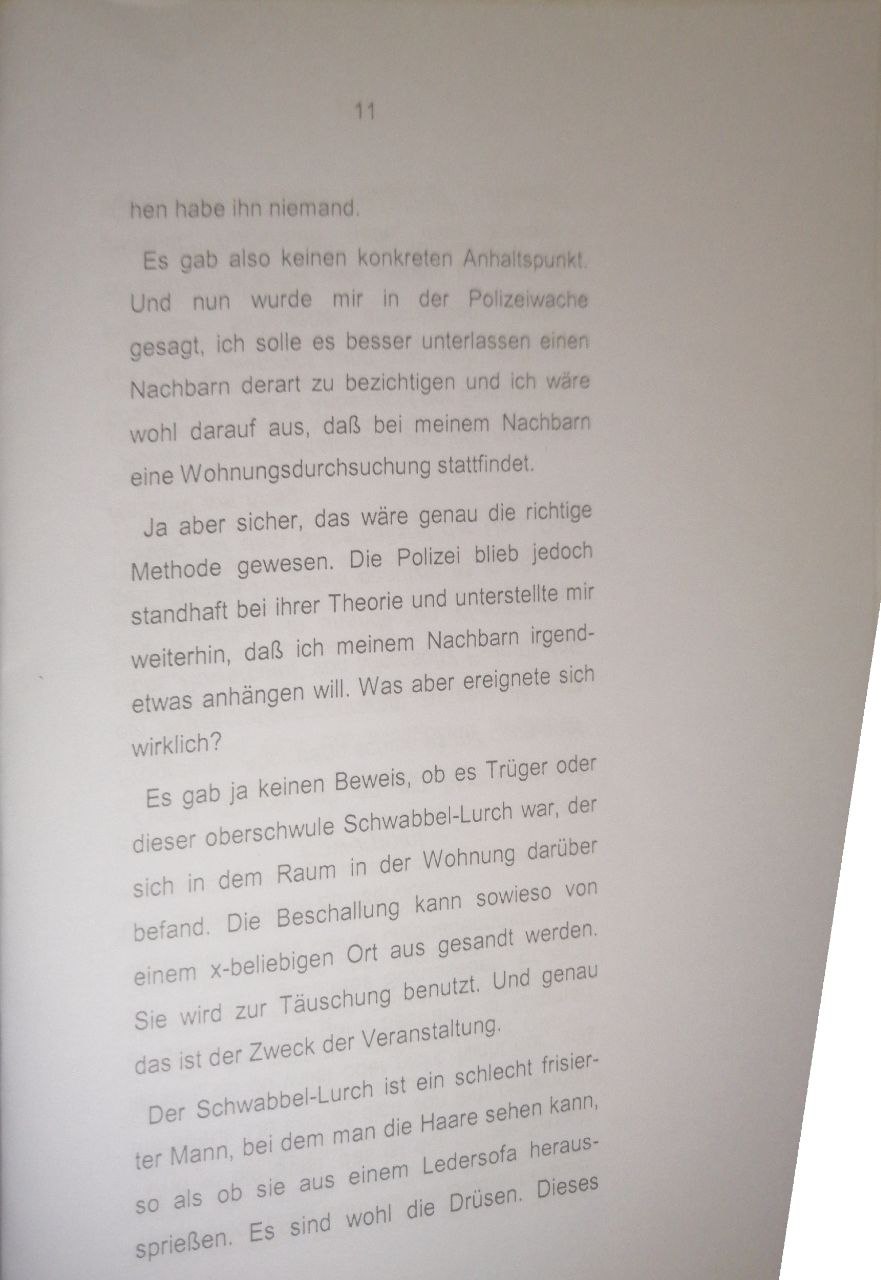 11
hen habe ihn niemand.
Es gab also keinen konkreten Anhaltspunkt.
Und nun wurde mir in der Polizeiwache
gesagt, ich solle es besser unterlassen einen
Nachbarn derart zu bezichtigen und ich wäre
wohl darauf aus, daß bei meinem Nachbarn
eine Wohnungsdurchsuchung stattfindet.
Ja aber sicher, das wäre genau die richtige
Methode gewesen. Die Polizei blieb jedoch
standhaft bei ihrer Theorie und unterstellte mir
weiterhin, daß ich meinem Nachbarn irgend-
etwas anhängen will. Was aber ereignete sich
wirklich?
Es gab ja keinen Beweis, ob es Trüger oder
dieser oberschwule Schwabbel-Lurch war, der
sich in dem Raum in der Wohnung darüber
befand. Die Beschallung kann sowieso von
einem x-beliebigen Ort aus gesandt werden.
Sie wird zur Täuschung benutzt. Und genau
das ist der Zweck der Veranstaltung.
Der Schwabbel-Lurch ist ein schlecht frisier-
ter Mann, bei dem man die Haare sehen kann,
so als ob sie aus einem Ledersofa heraus-
sprießen. Es sind wohl die Drüsen. Dieses